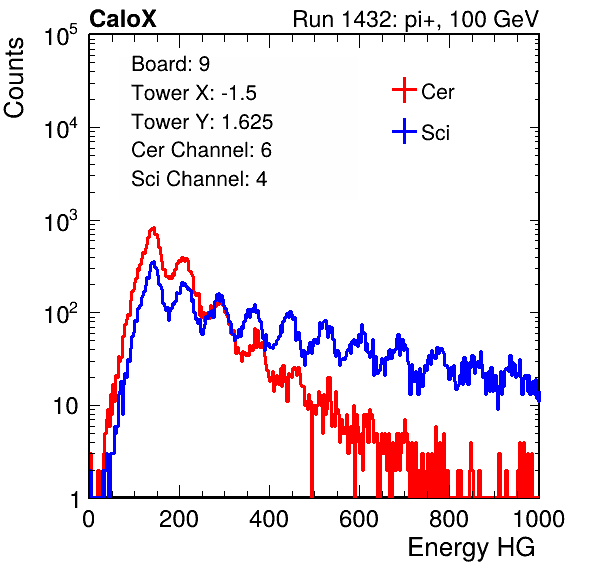 CaloX Run 1432: pi+, 100 GeV
Counts
10^5
10^4
10^3
10^2
10
1
Board: 9
Tower X: -1.5
Tower Y: 1.625
Cer Channel: 6
Sci Channel: 4
Cer
Sci
0 200 400 600 800 1000
Energy HG